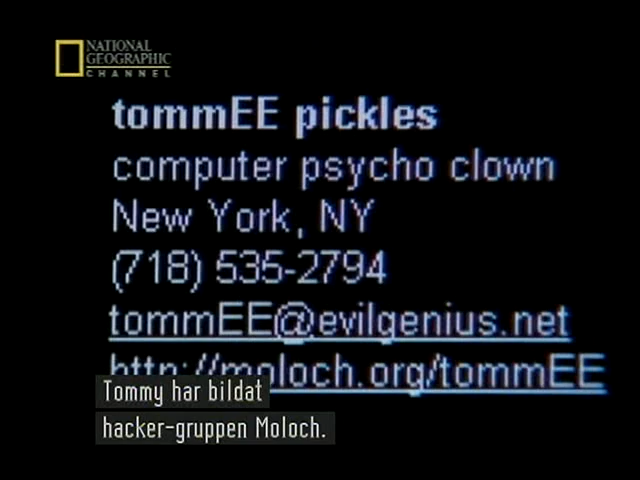 NATIONAL
GEOGRAPHIC
CHANNEL
tommEE pickles
computer psycho clown
New York, NY
(718) 535-2794
tommEE@evilgenius.net
http://moloch.org/tommEE
Tommy har bildat
hacker-gruppen Moloch.